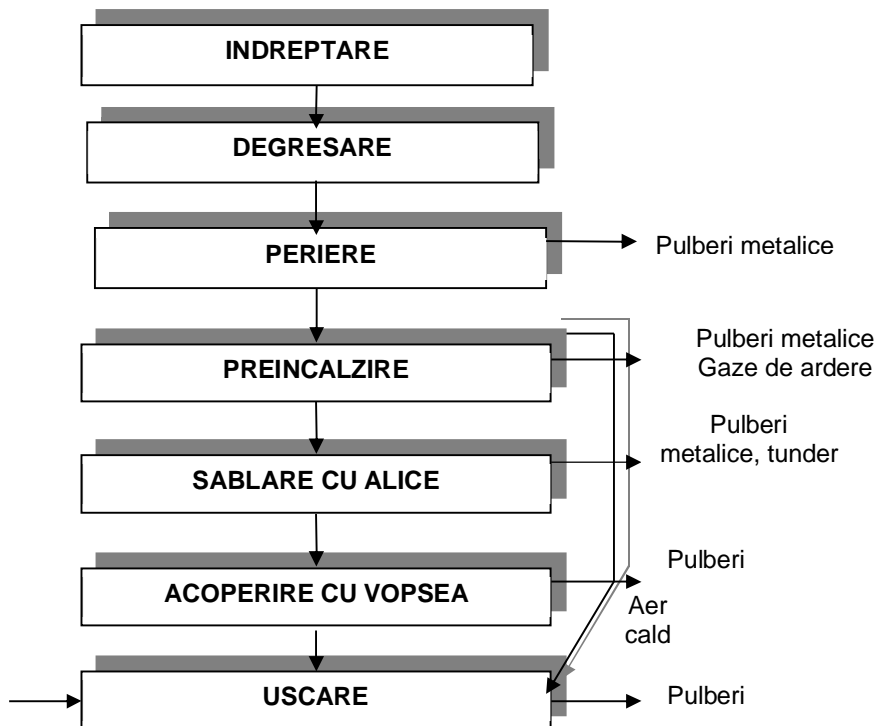 INDREPTARE
DEGRESARE
PERIERE
Pulberi metalice
PREINCALZIRE
Pulberi metalice
Gaze de ardere
SABLARE CU ALICE
Pulberi
metalice, tunder
ACOPERIRE CU VOPSEA
Pulberi
Aer
cald
USCARE
Pulberi